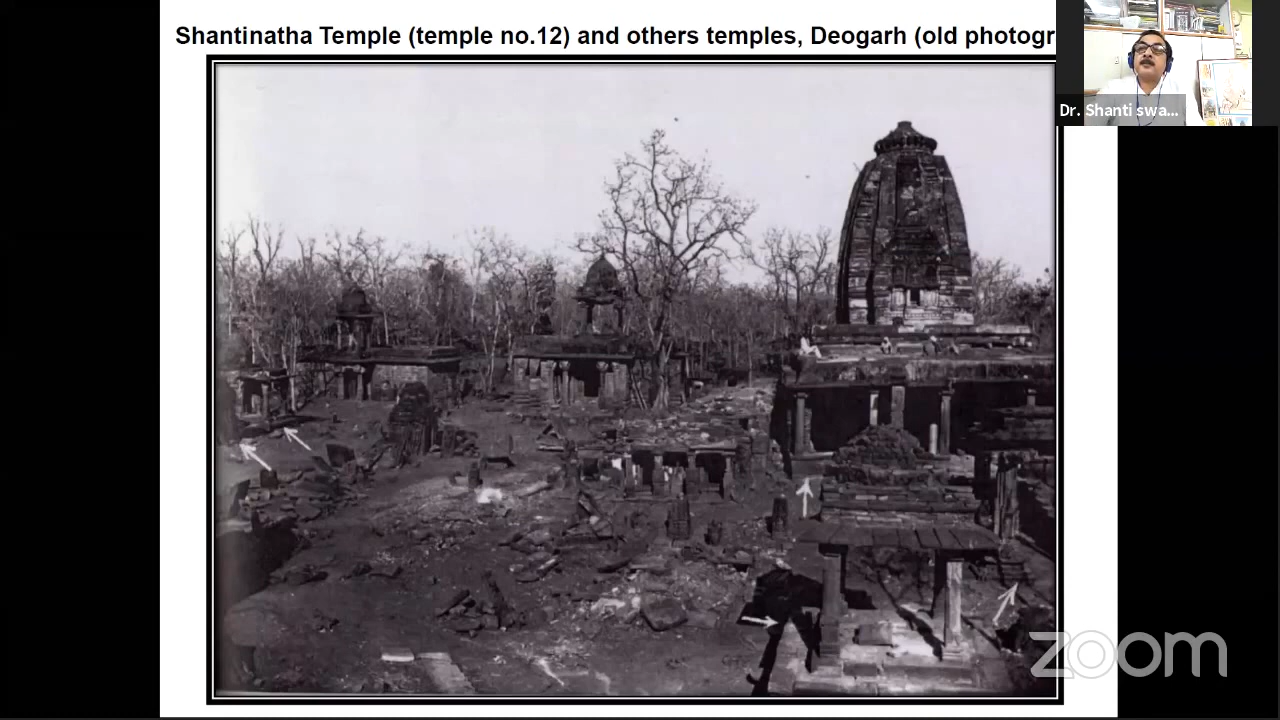 Shantinatha Temple (temple no.12) and others temples, Deogarh (old photogr
Dr. Shanti swa...
zoom